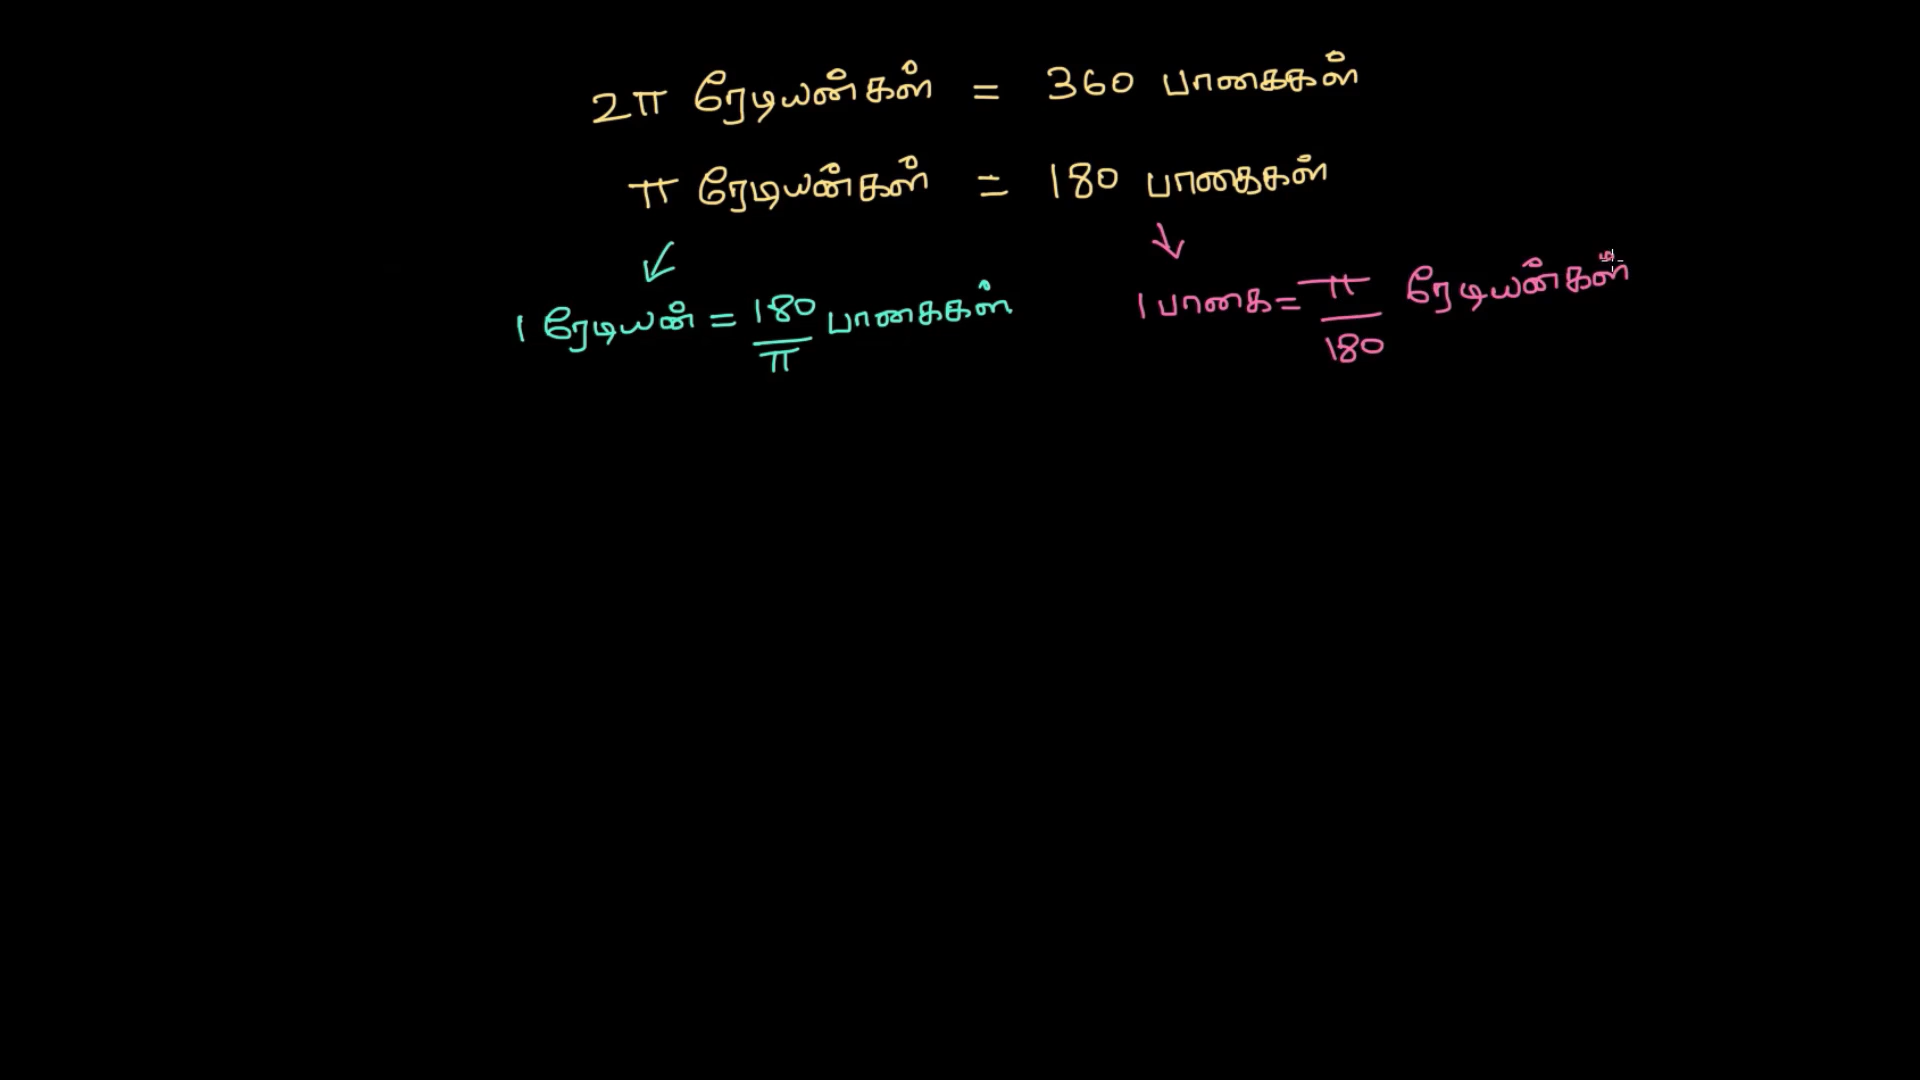 2π ரேடியன்கள் = 360 பாகைகள்
π ரேடியன்கள் = 180 பாகைகள்
1 ரேடியன் = 180/π பாகைகள்
1 பாகை = π/180 ரேடியன்கள்